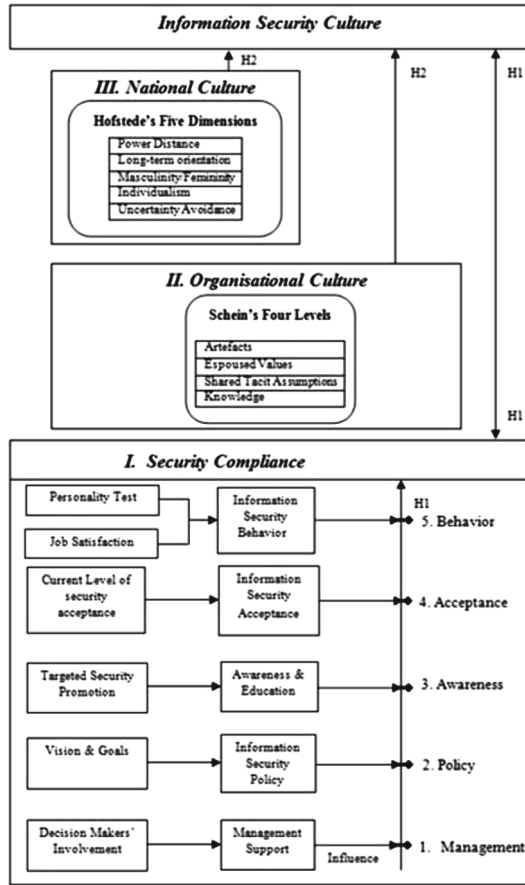 Information Security Culture
H2
H2
H1
III. National Culture
Hofstede's Five Dimensions
Power Distance
Long-term orientation
Masculinity Femininity
Individualism
Uncertainty Avoidance
II. Organisational Culture
Schein's Four Levels
Artefacts
Espoused Values
Shared Tacit Assumptions
Knowledge
H1
I. Security Compliance
H1
Personality Test
Job Satisfaction
Information
Security
Behavior
5. Behavior
Current Level of
security
acceptance
Information
Security
Acceptance
4. Acceptance
Targeted Security
Promotion
Awareness &
Education
3. Awareness
Vision & Goals
Information
Security
Policy
2. Policy
Decision Makers'
Involvement
Management
Support
Influence
1. Management